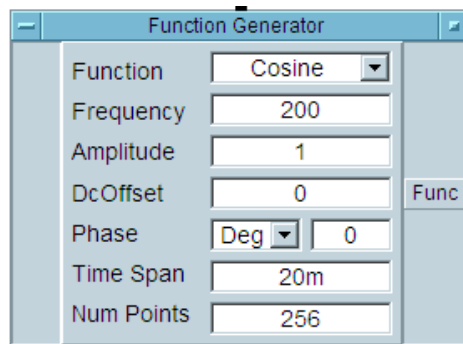 Function Generator
Function Cosine
Frequency 200
Amplitude 1
DcOffset 0 Func
Phase Deg 0
Time Span 20m
Num Points 256